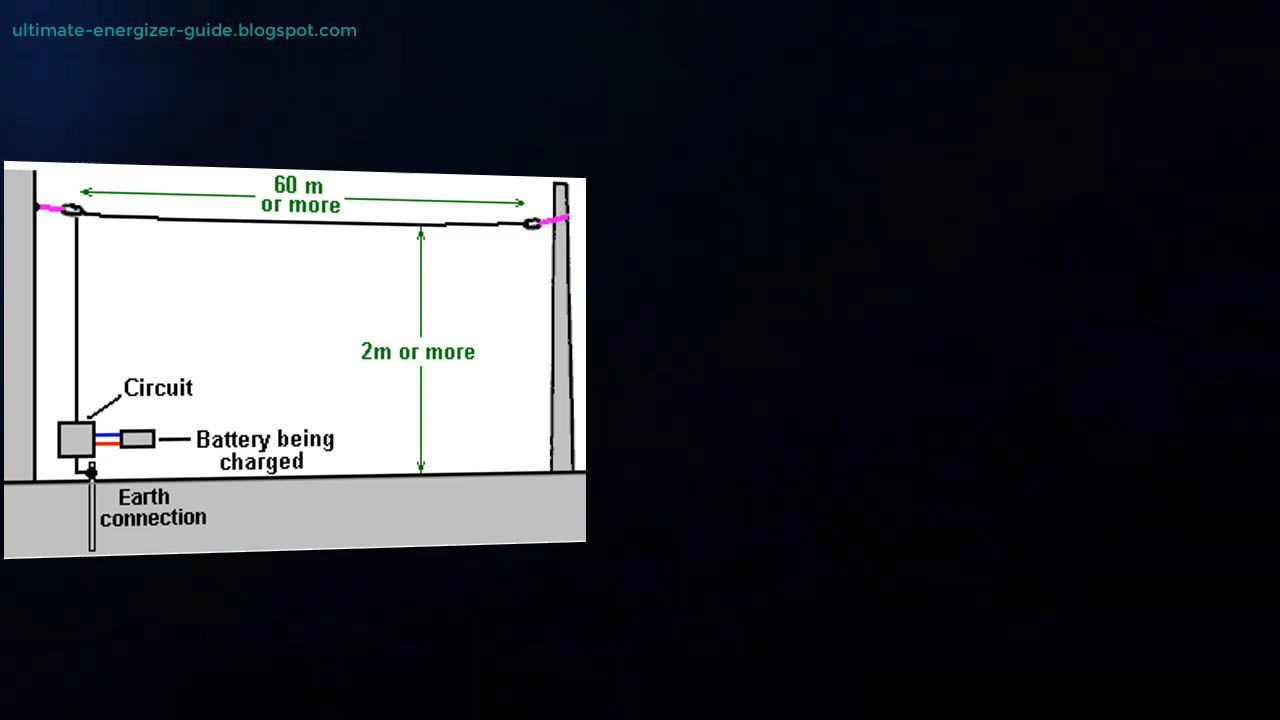 ultimate-energizer-guide.blogspot.com
60 m
or more
2m or more
Circuit
Battery being
charged
Earth
connection